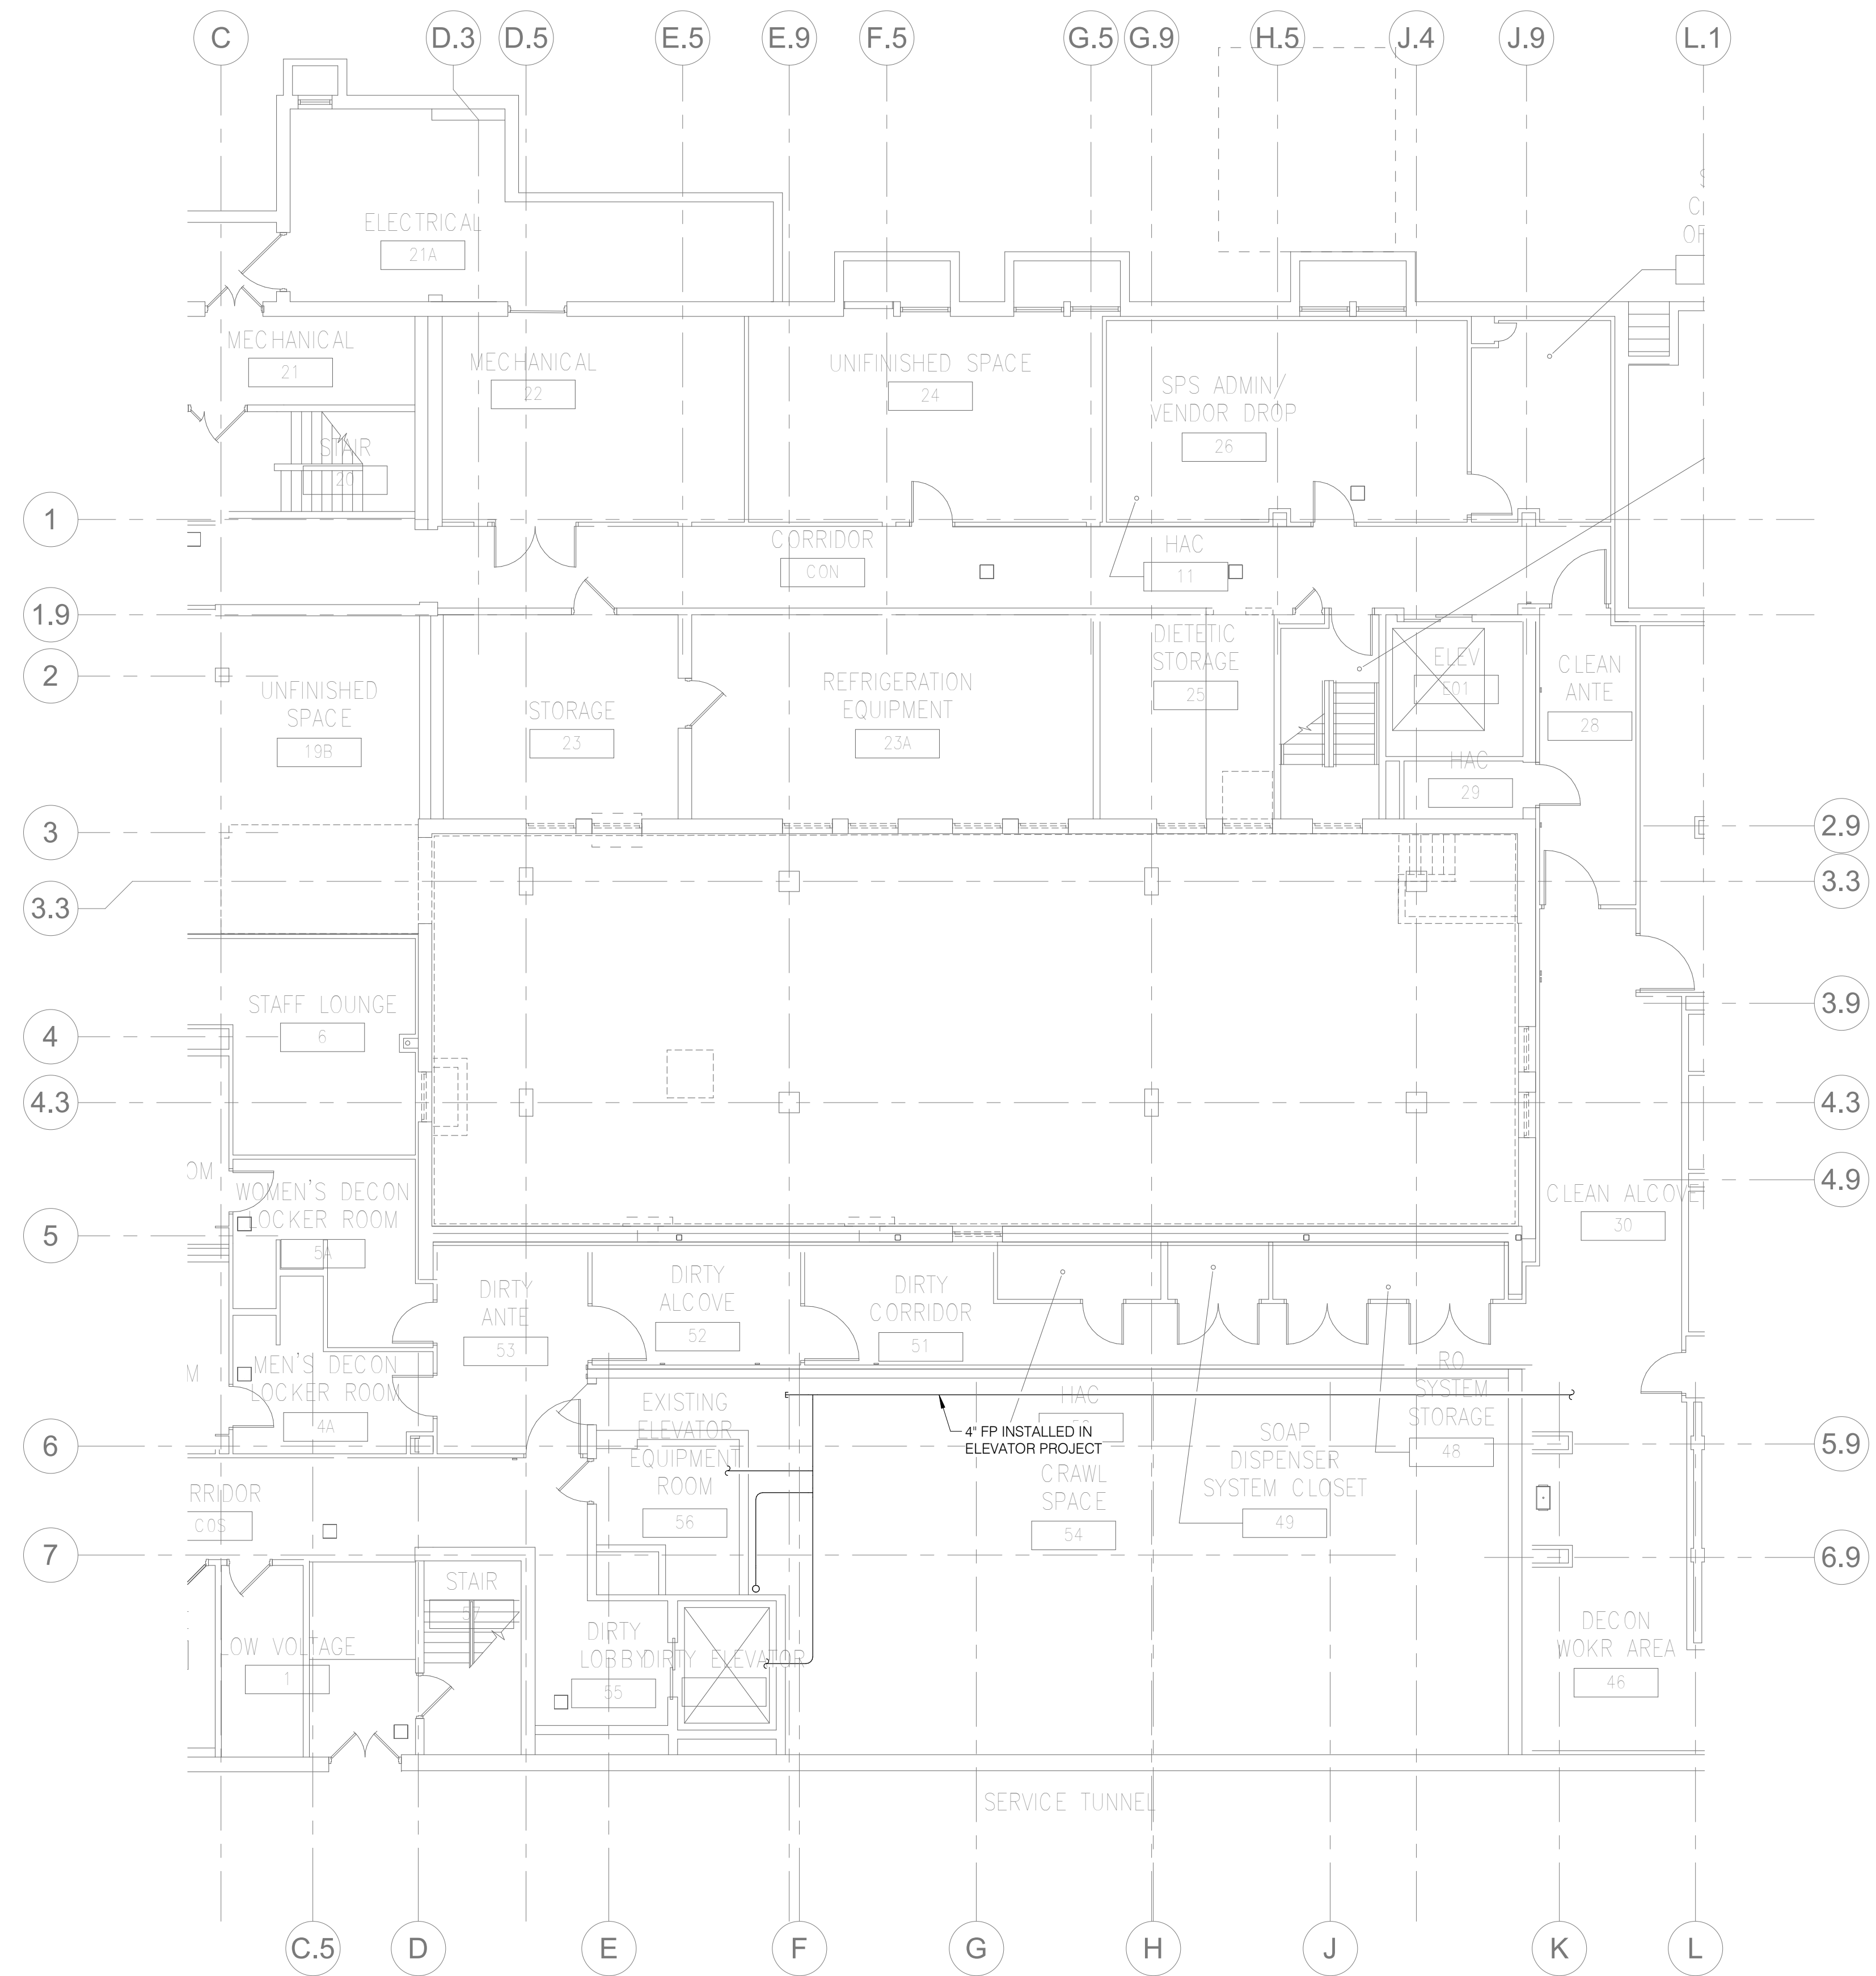 C
D.3
D.5
E.5
E.9
F.5
G.5
G.9
H.5
J.4
J.9
L.1
ELECTRICAL
21A
MECHANICAL
21
MECHANICAL
22
UNIFINISHED SPACE
24
SPS ADMIN/
VENDOR DROP
26
STAIR
20
1
CORRIDOR
CON
HAC
11
1.9
2
UNFINISHED
SPACE
19B
STORAGE
23
REFRIGERATION
EQUIPMENT
23A
DIETETIC
STORAGE
25
ELEV
E01
CLEAN
ANTE
28
HAC
29
3
2.9
3.3
3.3
STAFF LOUNGE
6
4
3.9
4.3
4.3
4.9
OM
WOMEN'S DECON
LOCKER ROOM
5A
5
CLEAN ALCOVE
30
DIRTY
ANTE
53
DIRTY
ALCOVE
52
DIRTY
CORRIDOR
51
M
MEN'S DECON
LOCKER ROOM
4A
EXISTING
ELEVATOR
EQUIPMENT
ROOM
56
HAC
4" FP INSTALLED IN
ELEVATOR PROJECT
CRAWL
SPACE
54
RO
SYSTEM
STORAGE
48
SOAP
DISPENSER
SYSTEM CLOSET
49
6
5.9
RRIDOR
COS
7
6.9
STAIR
57
LOW VOLTAGE
1
DIRTY
LOBBY
55
DIRTY ELEVATOR
DECON
WOKR AREA
46
SERVICE TUNNEL
C.5
D
E
F
G
H
J
K
L